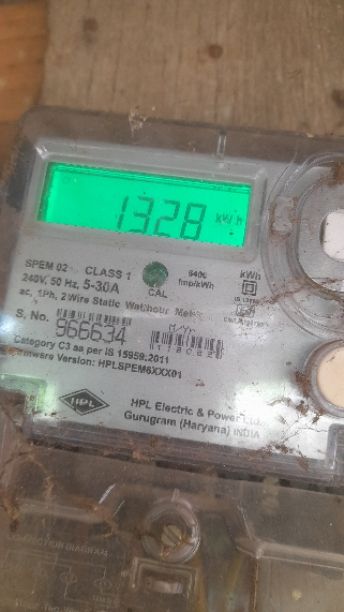 1328 kWh
SPEM 02 CLASS 1
240V, 50 Hz, 5-30A CAL imp/kWh kWh
ac, 1Ph, 2Wire Static Watthour Meter
S. No. 966634 M/Yr.
Category C3 as per IS 15959:2011
Firmware Version: HPLSPEM6XXX01
HPL
HPL Electric & Power Ltd.
Gurugram (Haryana) INDIA
DIAGRAM